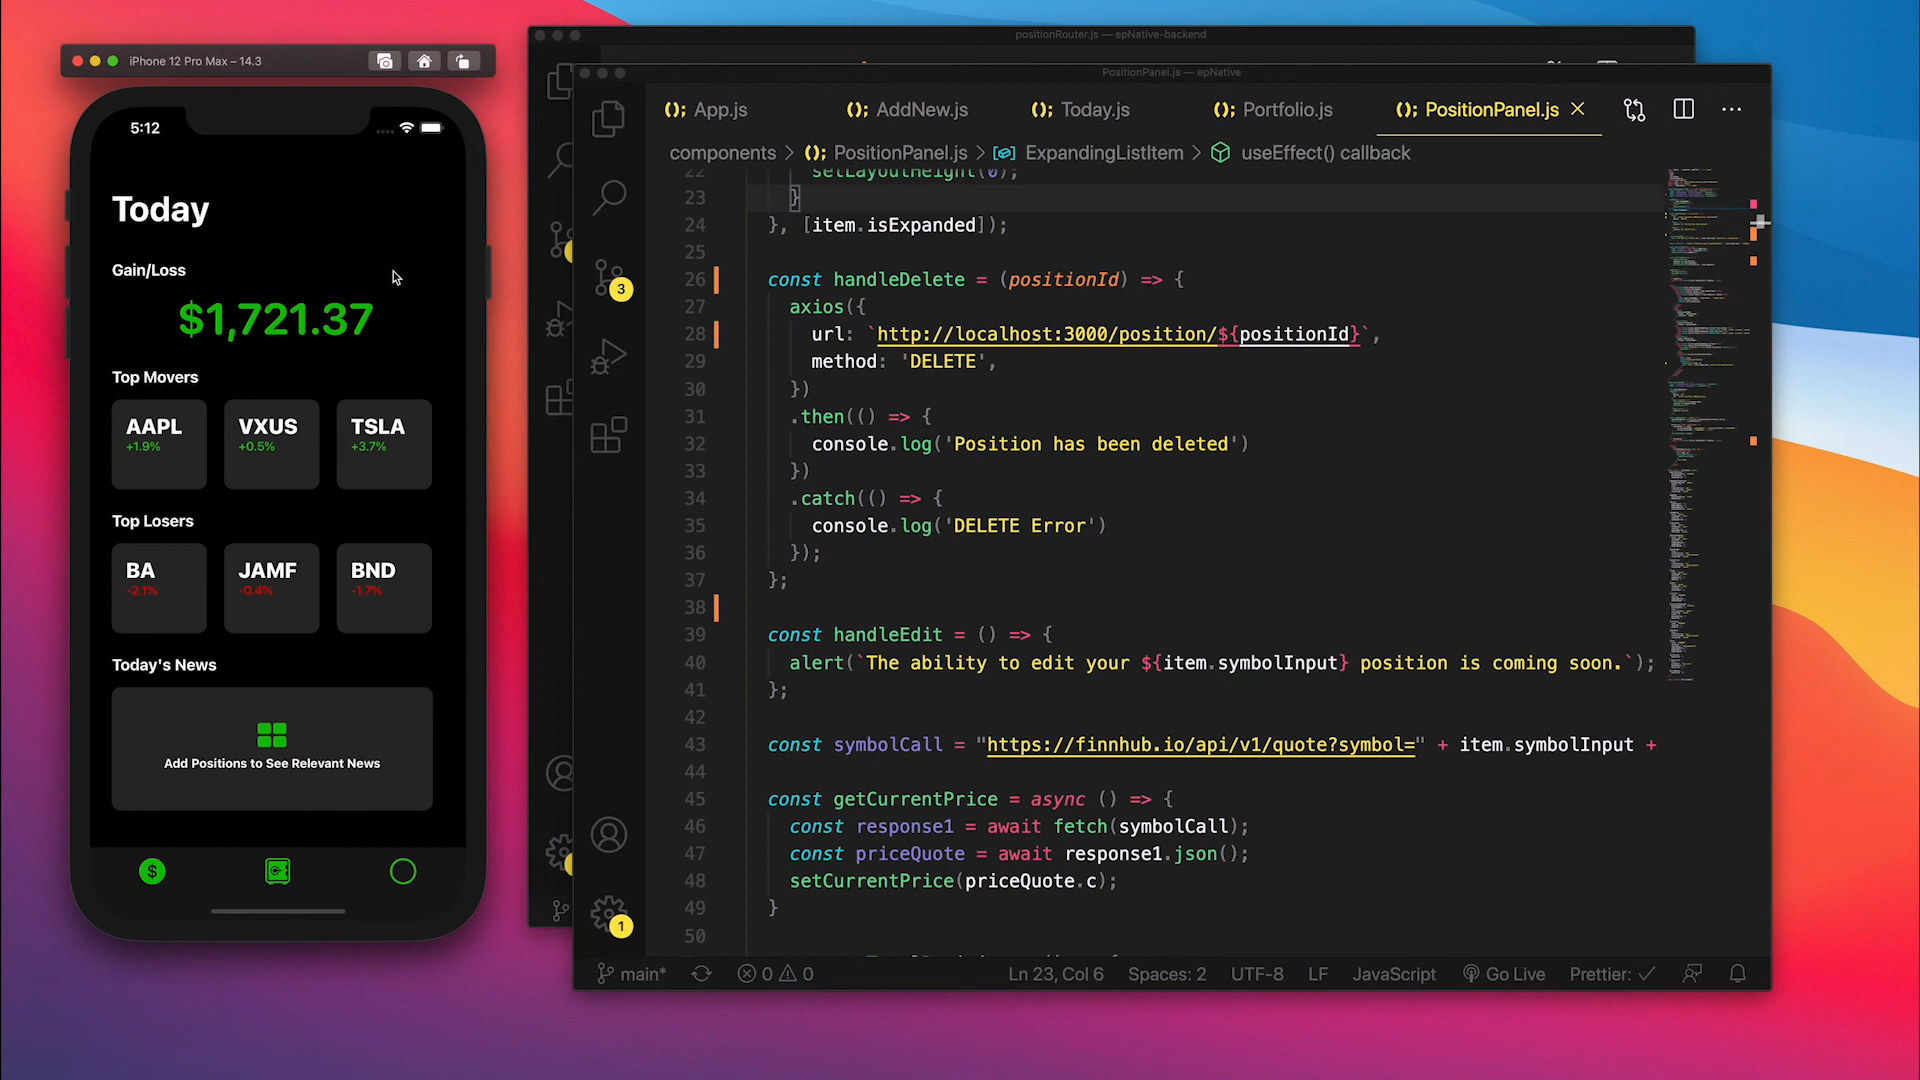 positionRouter.js — epNative-backend
iPhone 12 Pro Max – 14.3
5:12
Today
Gain/Loss
$1,721.37
Top Movers
AAPL
+1.9%
VXUS
+0.5%
TSLA
+3.7%
Top Losers
BA
-2.1%
JAMF
-0.4%
BND
-1.7%
Today's News
Add Positions to See Relevant News
PositionPanel.js — epNative
App.js
AddNew.js
Today.js
Portfolio.js
PositionPanel.js
components > PositionPanel.js > ExpandingListItem > useEffect() callback
22 setLayoutHeight(0);
23 }
24 }, [item.isExpanded]);
25
26 const handleDelete = (positionId) => {
27 axios({
28 url: `http://localhost:3000/position/${positionId}`,
29 method: 'DELETE',
30 })
31 .then(() => {
32 console.log('Position has been deleted')
33 })
34 .catch(() => {
35 console.log('DELETE Error')
36 });
37 };
38
39 const handleEdit = () => {
40 alert(`The ability to edit your ${item.symbolInput} position is coming soon.`);
41 };
42
43 const symbolCall = "https://finnhub.io/api/v1/quote?symbol=" + item.symbolInput +
44
45 const getCurrentPrice = async () => {
46 const response1 = await fetch(symbolCall);
47 const priceQuote = await response1.json();
48 setCurrentPrice(priceQuote.c);
49 }
50
3
1
main* 0 0 Ln 23, Col 6 Spaces: 2 UTF-8 LF JavaScript Go Live Prettier: ✓